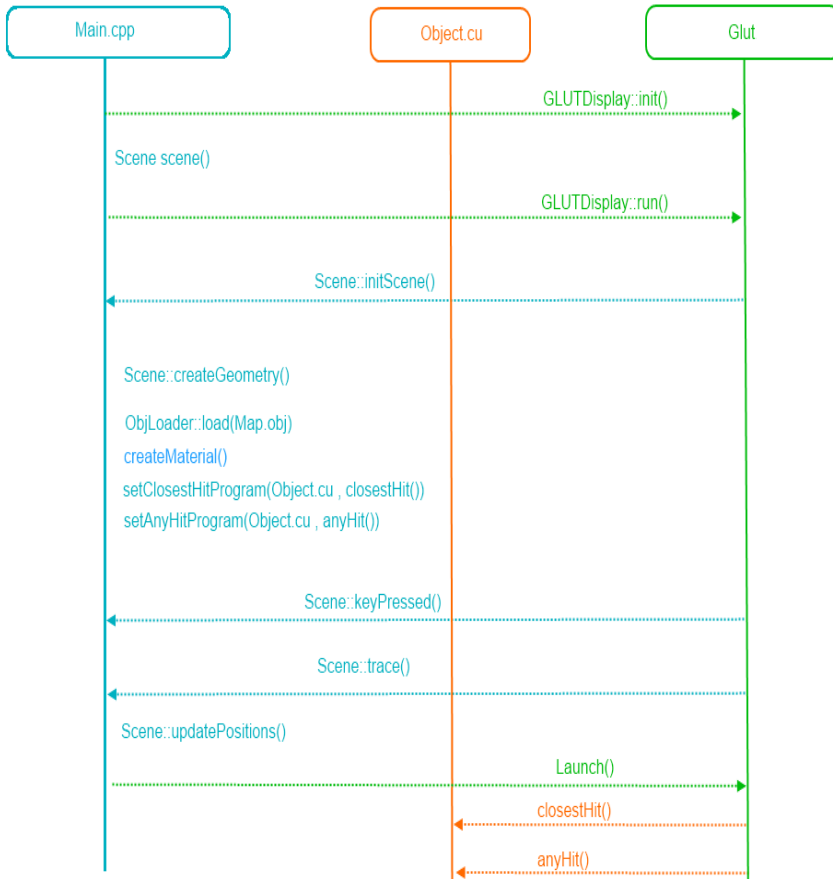 Main.cpp
Object.cu
Glut
GLUTDisplay::init()
Scene scene()
GLUTDisplay::run()
Scene::initScene()
Scene::createGeometry()
ObjLoader::load(Map.obj)
createMaterial()
setClosestHitProgram(Object.cu , closestHit())
setAnyHitProgram(Object.cu , anyHit())
Scene::keyPressed()
Scene::trace()
Scene::updatePositions()
Launch()
closestHit()
anyHit()